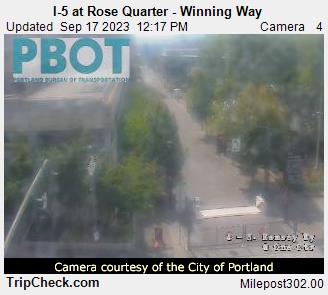 I-5 at Rose Quarter - Winning Way
Updated Sep 17 2023 12:17 PM Camera 4
PBOT
PORTLAND BUREAU OF TRANSPORTATION
Camera courtesy of the City of Portland
TripCheck.com Milepost302.00